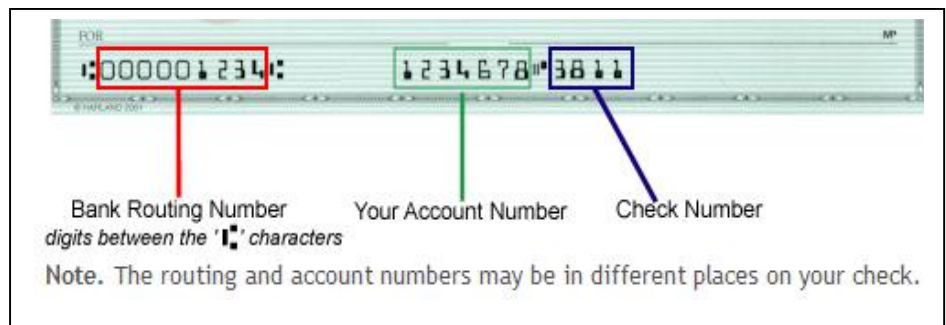 FOR MP
⑆000001234⑆ 1234678⑈3811
© HARLAND 2001
Bank Routing Number Your Account Number Check Number
digits between the '⑆' characters
Note. The routing and account numbers may be in different places on your check.